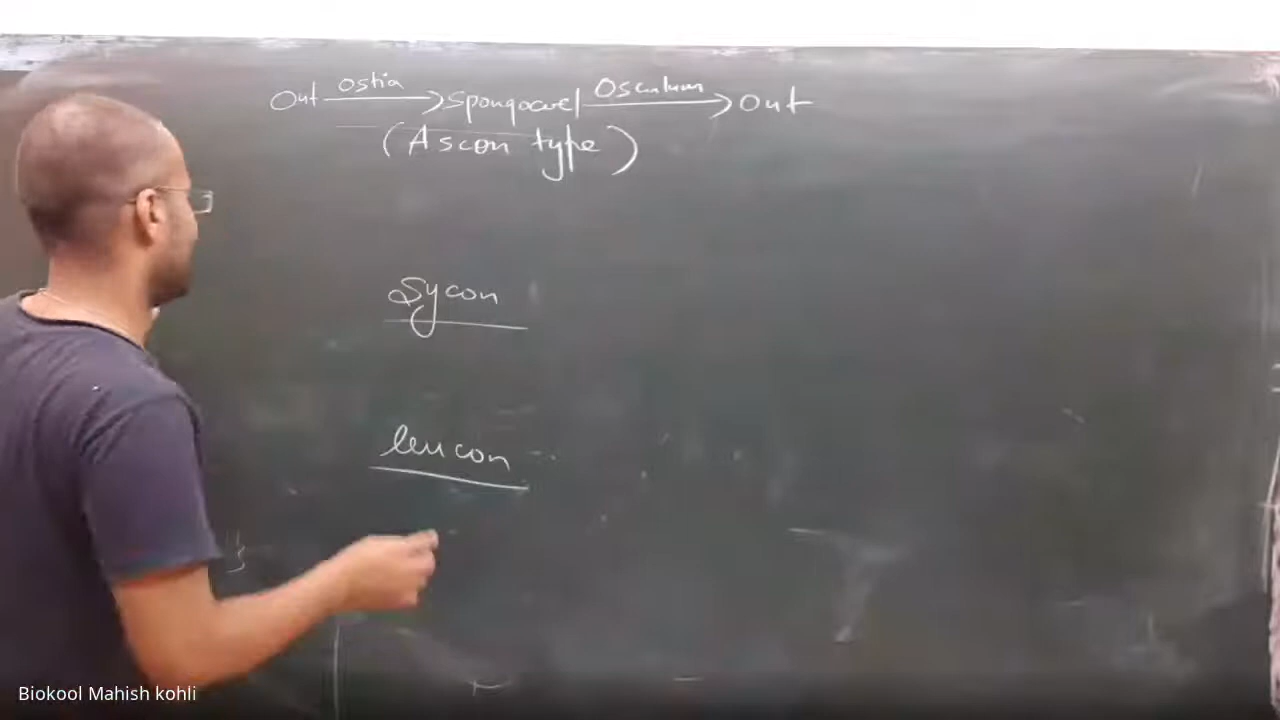 Out ostia → spongocoel Osculum → Out
(Ascon type)
Sycon
leucon
Biokool Mahish kohli